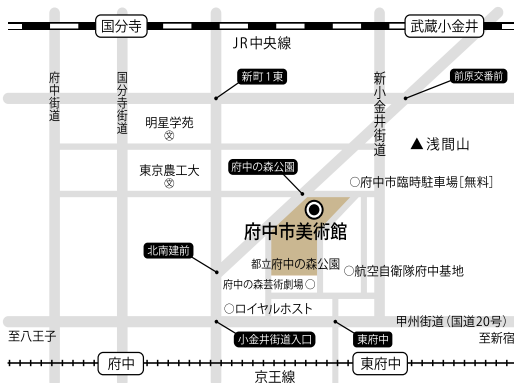 国分寺
武蔵小金井
JR中央線
府中街道
国分寺街道
新町1東
新小金井街道
前原交番前
明星学苑
文
▲浅間山
東京農工大
文
府中の森公園
○府中市臨時駐車場[無料]
府中市美術館
北南建前
都立府中の森公園
○航空自衛隊府中基地
府中の森芸術劇場○
○ロイヤルホスト
甲州街道(国道20号)
至八王子
小金井街道入口
東府中
至新宿
府中
東府中
京王線